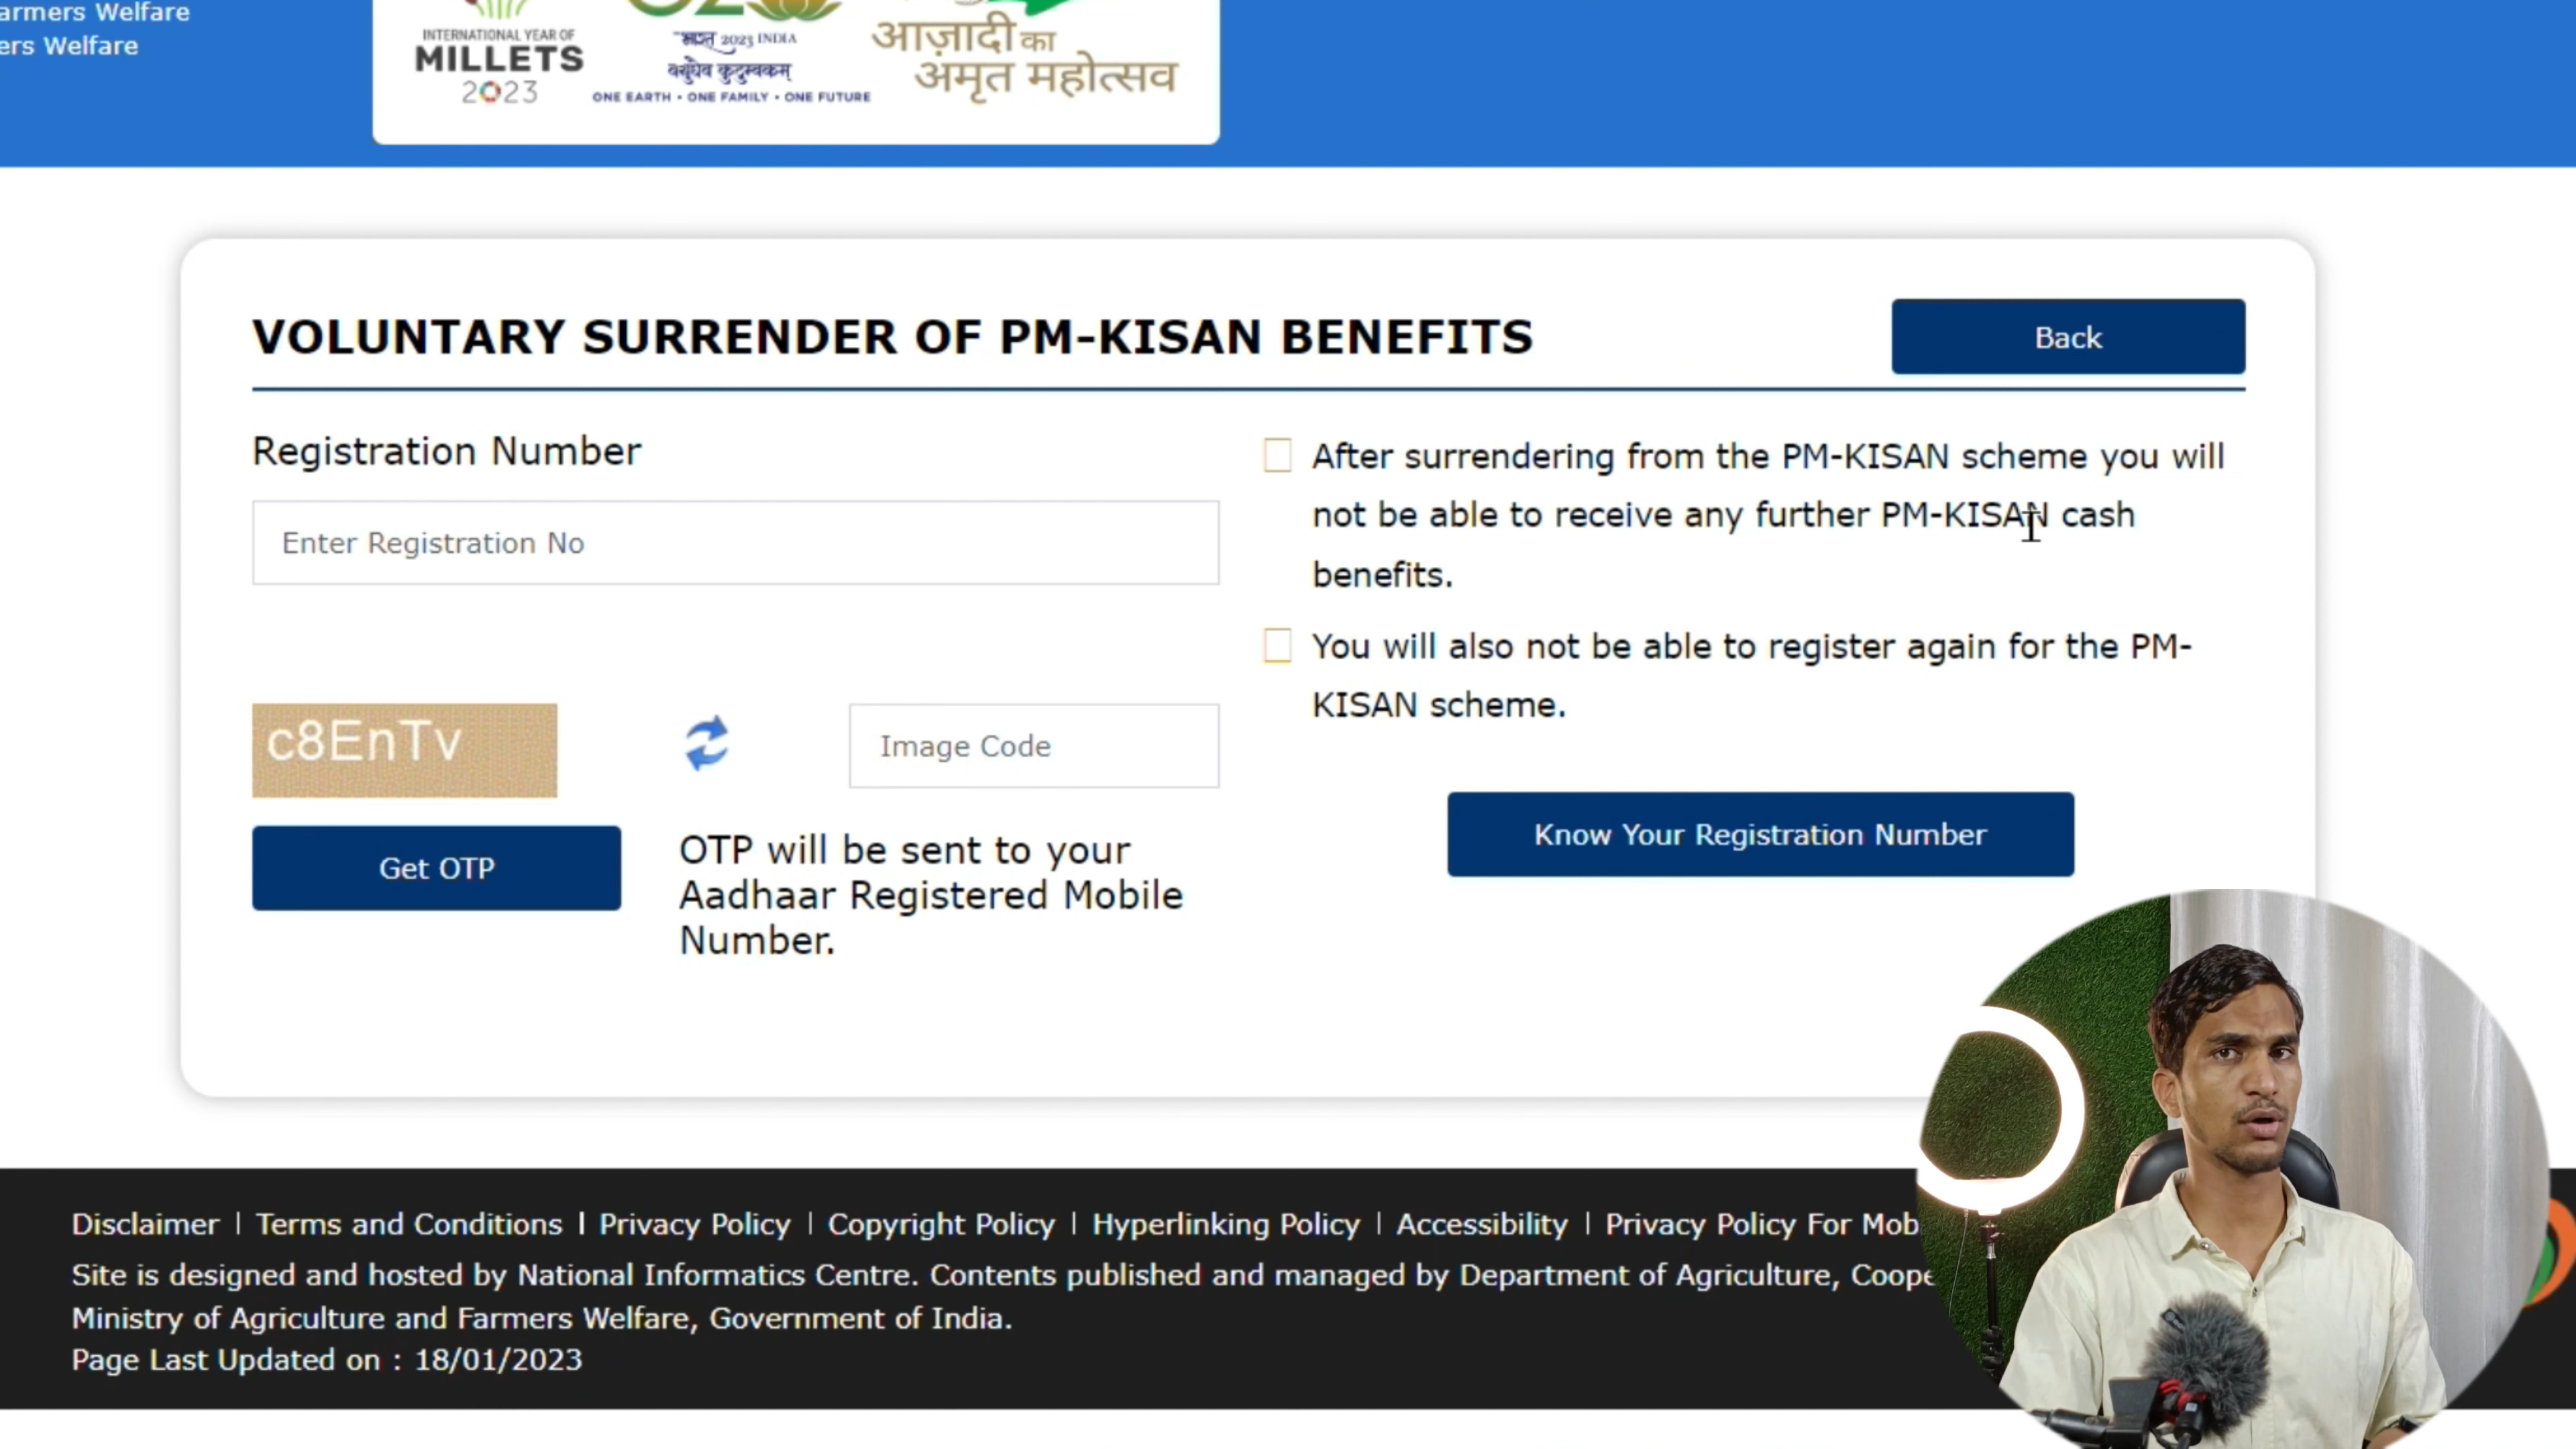 armers Welfare
ers Welfare
INTERNATIONAL YEAR OF
MILLETS
2023
भारत 2023 INDIA
वसुधैव कुटुम्बकम्
ONE EARTH • ONE FAMILY • ONE FUTURE
आज़ादी का
अमृत महोत्सव
VOLUNTARY SURRENDER OF PM-KISAN BENEFITS
Back
Registration Number
Enter Registration No
After surrendering from the PM-KISAN scheme you will
not be able to receive any further PM-KISAN cash
benefits.
You will also not be able to register again for the PM-
KISAN scheme.
c8EnTv
Image Code
Know Your Registration Number
Get OTP
OTP will be sent to your
Aadhaar Registered Mobile
Number.
Disclaimer | Terms and Conditions | Privacy Policy | Copyright Policy | Hyperlinking Policy | Accessibility | Privacy Policy For Mob
Site is designed and hosted by National Informatics Centre. Contents published and managed by Department of Agriculture, Coope
Ministry of Agriculture and Farmers Welfare, Government of India.
Page Last Updated on : 18/01/2023